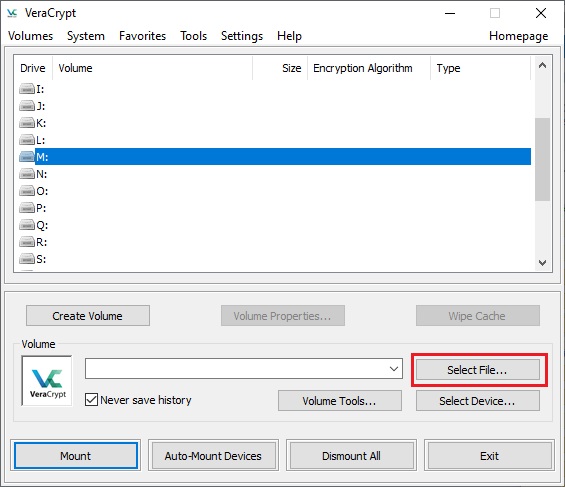 VeraCrypt
Volumes System Favorites Tools Settings Help Homepage
Drive Volume Size Encryption Algorithm Type
I:
J:
K:
L:
M:
N:
O:
P:
Q:
R:
S:
Create Volume Volume Properties... Wipe Cache
Volume
Select File...
VeraCrypt
Never save history Volume Tools... Select Device...
Mount Auto-Mount Devices Dismount All Exit